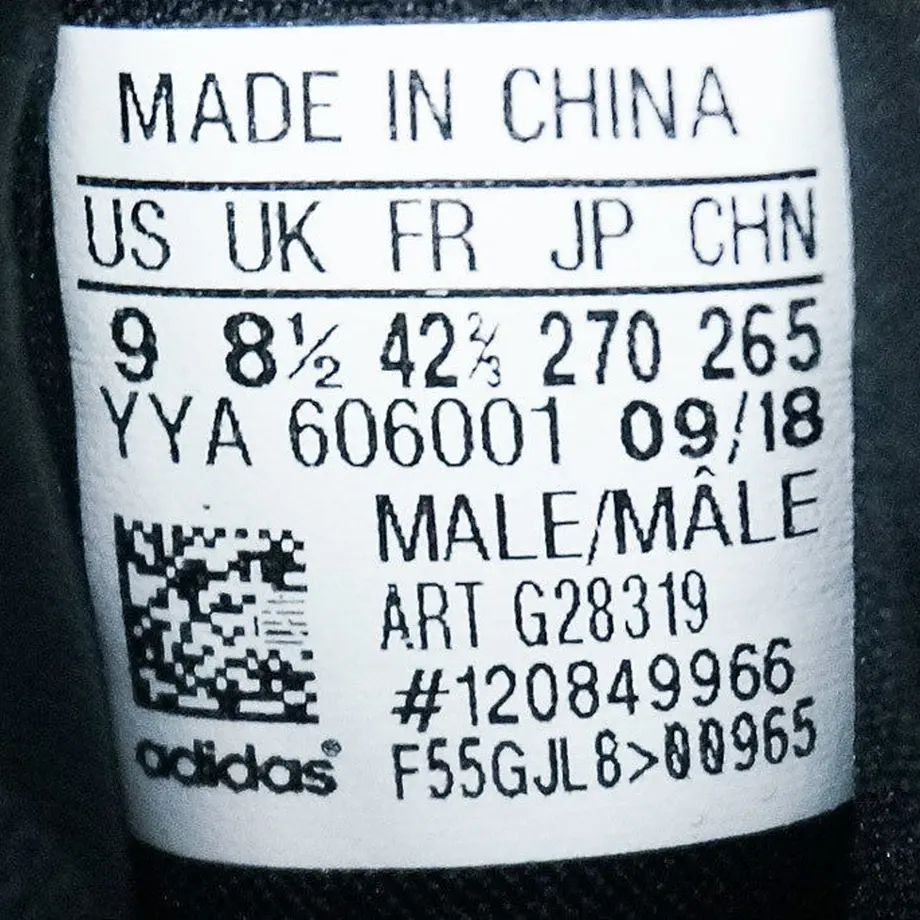 MADE IN CHINA
US UK FR JP CHN
9 8½ 42⅔ 270 265
YYA 606001 09/18
MALE/MÂLE
ART G28319
#120849966
F55GJL8>00965
adidas®